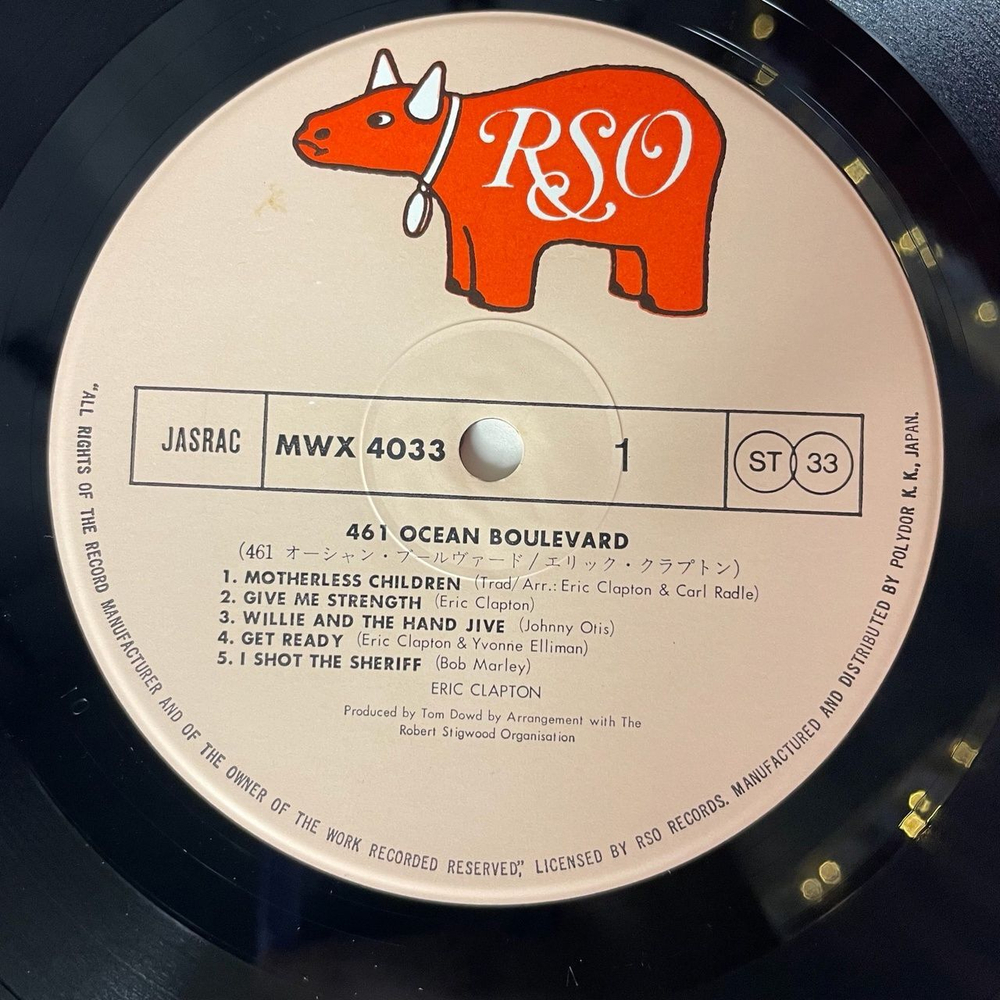 RSO
JASRAC
MWX 4033
1
ST 33
461 OCEAN BOULEVARD
(461 オーシャン・ブールヴァード/エリック・クラプトン)
1. MOTHERLESS CHILDREN (Trad/Arr.: Eric Clapton & Carl Radle)
2. GIVE ME STRENGTH (Eric Clapton)
3. WILLIE AND THE HAND JIVE (Johnny Otis)
4. GET READY (Eric Clapton & Yvonne Elliman)
5. I SHOT THE SHERIFF (Bob Marley)
ERIC CLAPTON
Produced by Tom Dowd by Arrangement with The
Robert Stigwood Organisation
"ALL RIGHTS OF THE RECORD MANUFACTURER AND OF THE OWNER OF THE WORK RECORDED RESERVED", LICENSED BY RSO RECORDS. MANUFACTURED AND DISTRIBUTED BY POLYDOR K. K., JAPAN.